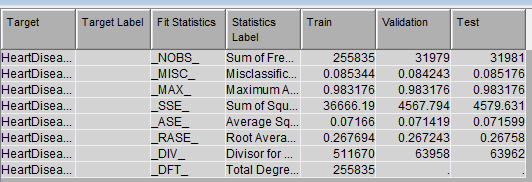 Target Target Label Fit Statistics Statistics Label Train Validation Test
HeartDisea... _NOBS_ Sum of Fre... 255835 31979 31981
HeartDisea... _MISC_ Misclassific... 0.085344 0.084243 0.085176
HeartDisea... _MAX_ Maximum A... 0.983176 0.983176 0.983176
HeartDisea... _SSE_ Sum of Squ... 36666.19 4567.794 4579.631
HeartDisea... _ASE_ Average Sq... 0.07166 0.071419 0.071599
HeartDisea... _RASE_ Root Avera... 0.267694 0.267243 0.26758
HeartDisea... _DIV_ Divisor for ... 511670 63958 63962
HeartDisea... _DFT_ Total Degre... 255835 . .